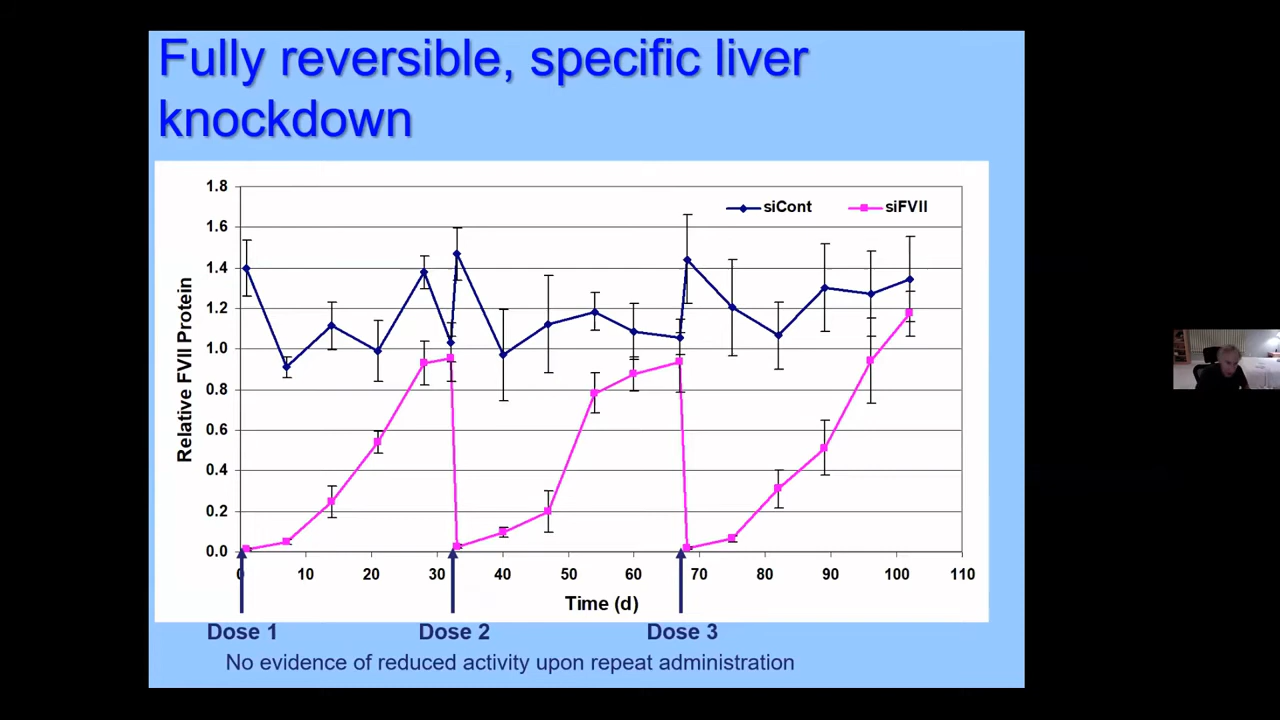 Fully reversible, specific liver
knockdown
1.8
1.6
1.4
1.2
1.0
0.8
0.6
0.4
0.2
0.0
Relative FVII Protein
siCont siFVII
0 10 20 30 40 50 60 70 80 90 100 110
Time (d)
Dose 1 Dose 2 Dose 3
No evidence of reduced activity upon repeat administration